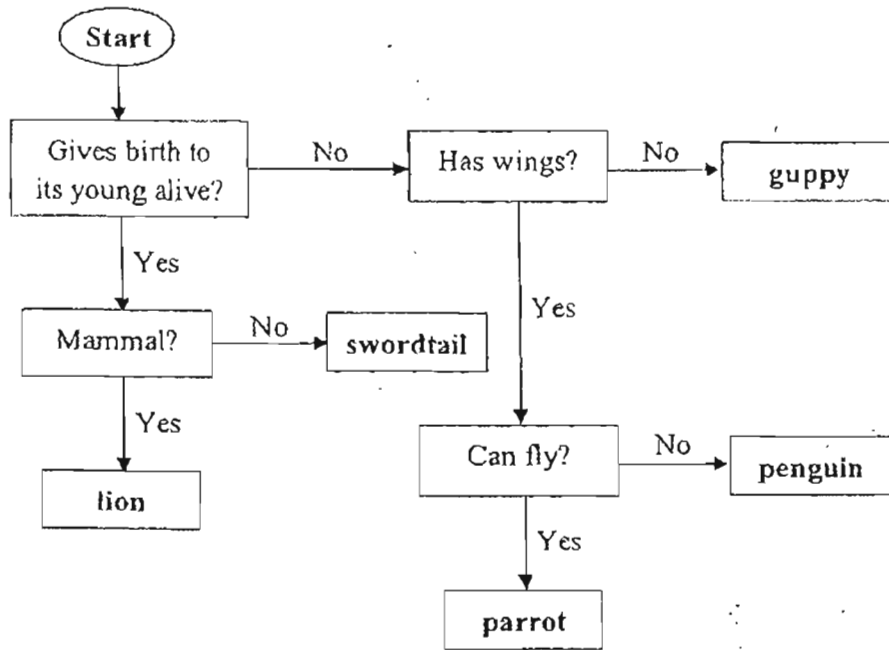 Start
Gives birth to
its young alive?
No
Has wings?
No
guppy
Yes
Yes
Mammal?
No
swordtail
Yes
Can fly?
No
penguin
lion
Yes
parrot